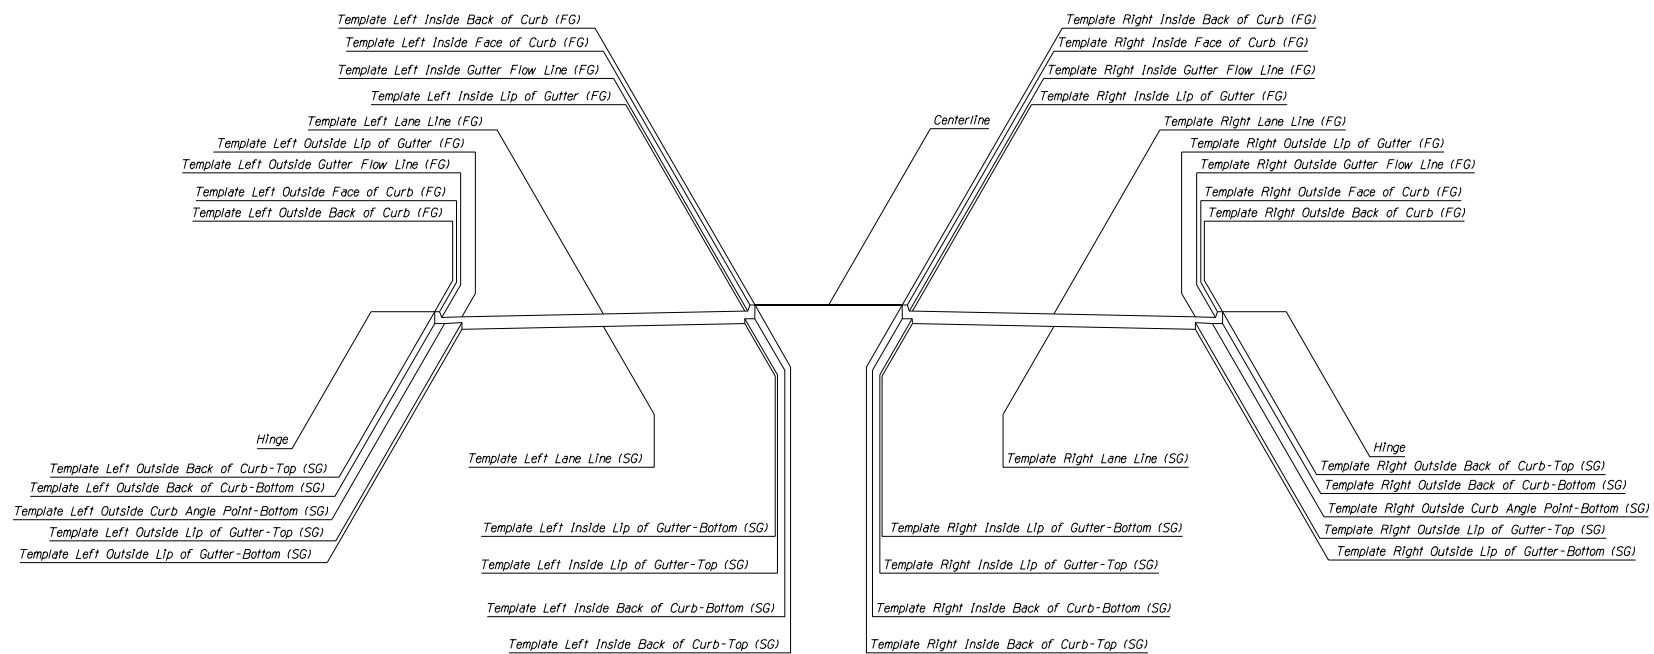 Template Left Inside Back of Curb (FG)
Template Left Inside Face of Curb (FG)
Template Left Inside Gutter Flow Line (FG)
Template Left Inside Lip of Gutter (FG)
Template Left Lane Line (FG)
Template Left Outside Lip of Gutter (FG)
Template Left Outside Gutter Flow Line (FG)
Template Left Outside Face of Curb (FG)
Template Left Outside Back of Curb (FG)
Centerline
Template Right Inside Back of Curb (FG)
Template Right Inside Face of Curb (FG)
Template Right Inside Gutter Flow Line (FG)
Template Right Inside Lip of Gutter (FG)
Template Right Lane Line (FG)
Template Right Outside Lip of Gutter (FG)
Template Right Outside Gutter Flow Line (FG)
Template Right Outside Face of Curb (FG)
Template Right Outside Back of Curb (FG)
Hinge
Template Left Outside Back of Curb-Top (SG)
Template Left Outside Back of Curb-Bottom (SG)
Template Left Outside Curb Angle Point-Bottom (SG)
Template Left Outside Lip of Gutter-Top (SG)
Template Left Outside Lip of Gutter-Bottom (SG)
Template Left Lane Line (SG)
Template Left Inside Lip of Gutter-Bottom (SG)
Template Left Inside Lip of Gutter-Top (SG)
Template Left Inside Back of Curb-Bottom (SG)
Template Left Inside Back of Curb-Top (SG)
Template Right Lane Line (SG)
Template Right Inside Lip of Gutter-Bottom (SG)
Template Right Inside Lip of Gutter-Top (SG)
Template Right Inside Back of Curb-Bottom (SG)
Template Right Inside Back of Curb-Top (SG)
Hinge
Template Right Outside Back of Curb-Top (SG)
Template Right Outside Back of Curb-Bottom (SG)
Template Right Outside Curb Angle Point-Bottom (SG)
Template Right Outside Lip of Gutter-Top (SG)
Template Right Outside Lip of Gutter-Bottom (SG)